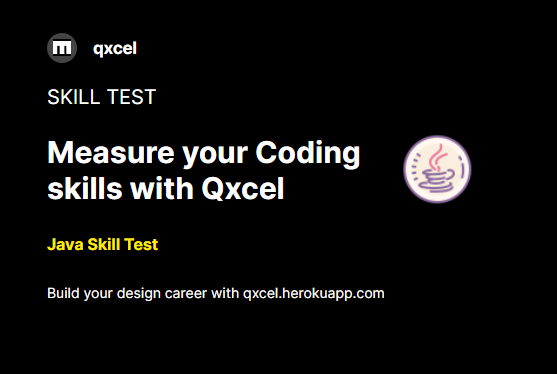 qxcel
SKILL TEST
Measure your Coding
skills with Qxcel
Java Skill Test
Build your design career with qxcel.herokuapp.com